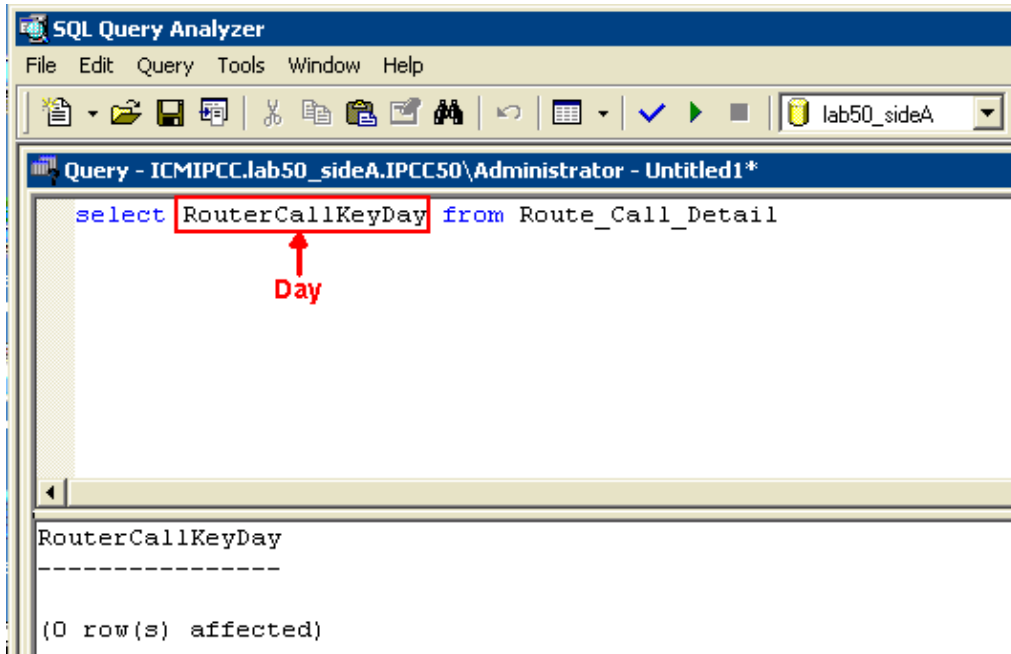 SQL Query Analyzer
File Edit Query Tools Window Help
lab50_sideA
Query - ICMIPCC.lab50_sideA.IPCC50\Administrator - Untitled1*
select RouterCallKeyDay from Route_Call_Detail
Day
RouterCallKeyDay
----------------
(0 row(s) affected)